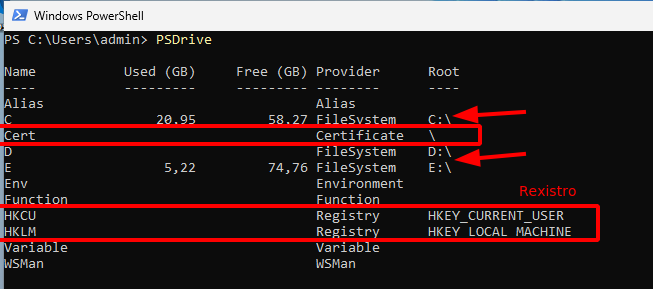 Windows PowerShell
PS C:\Users\admin> PSDrive
Name Used (GB) Free (GB) Provider Root
---- --------- --------- -------- ----
Alias Alias
C 20,95 58,27 FileSystem C:\
Cert Certificate \
D FileSystem D:\
E 5,22 74,76 FileSystem E:\
Env Environment
Function Function
Rexistro
HKCU Registry HKEY_CURRENT_USER
HKLM Registry HKEY_LOCAL_MACHINE
Variable Variable
WSMan WSMan